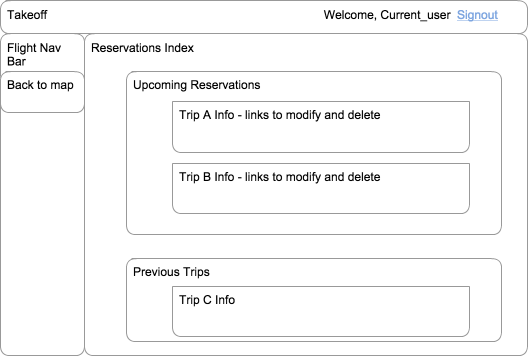 Takeoff
Welcome, Current_user Signout
Flight Nav
Bar
Back to map
Reservations Index
Upcoming Reservations
Trip A Info - links to modify and delete
Trip B Info - links to modify and delete
Previous Trips
Trip C Info